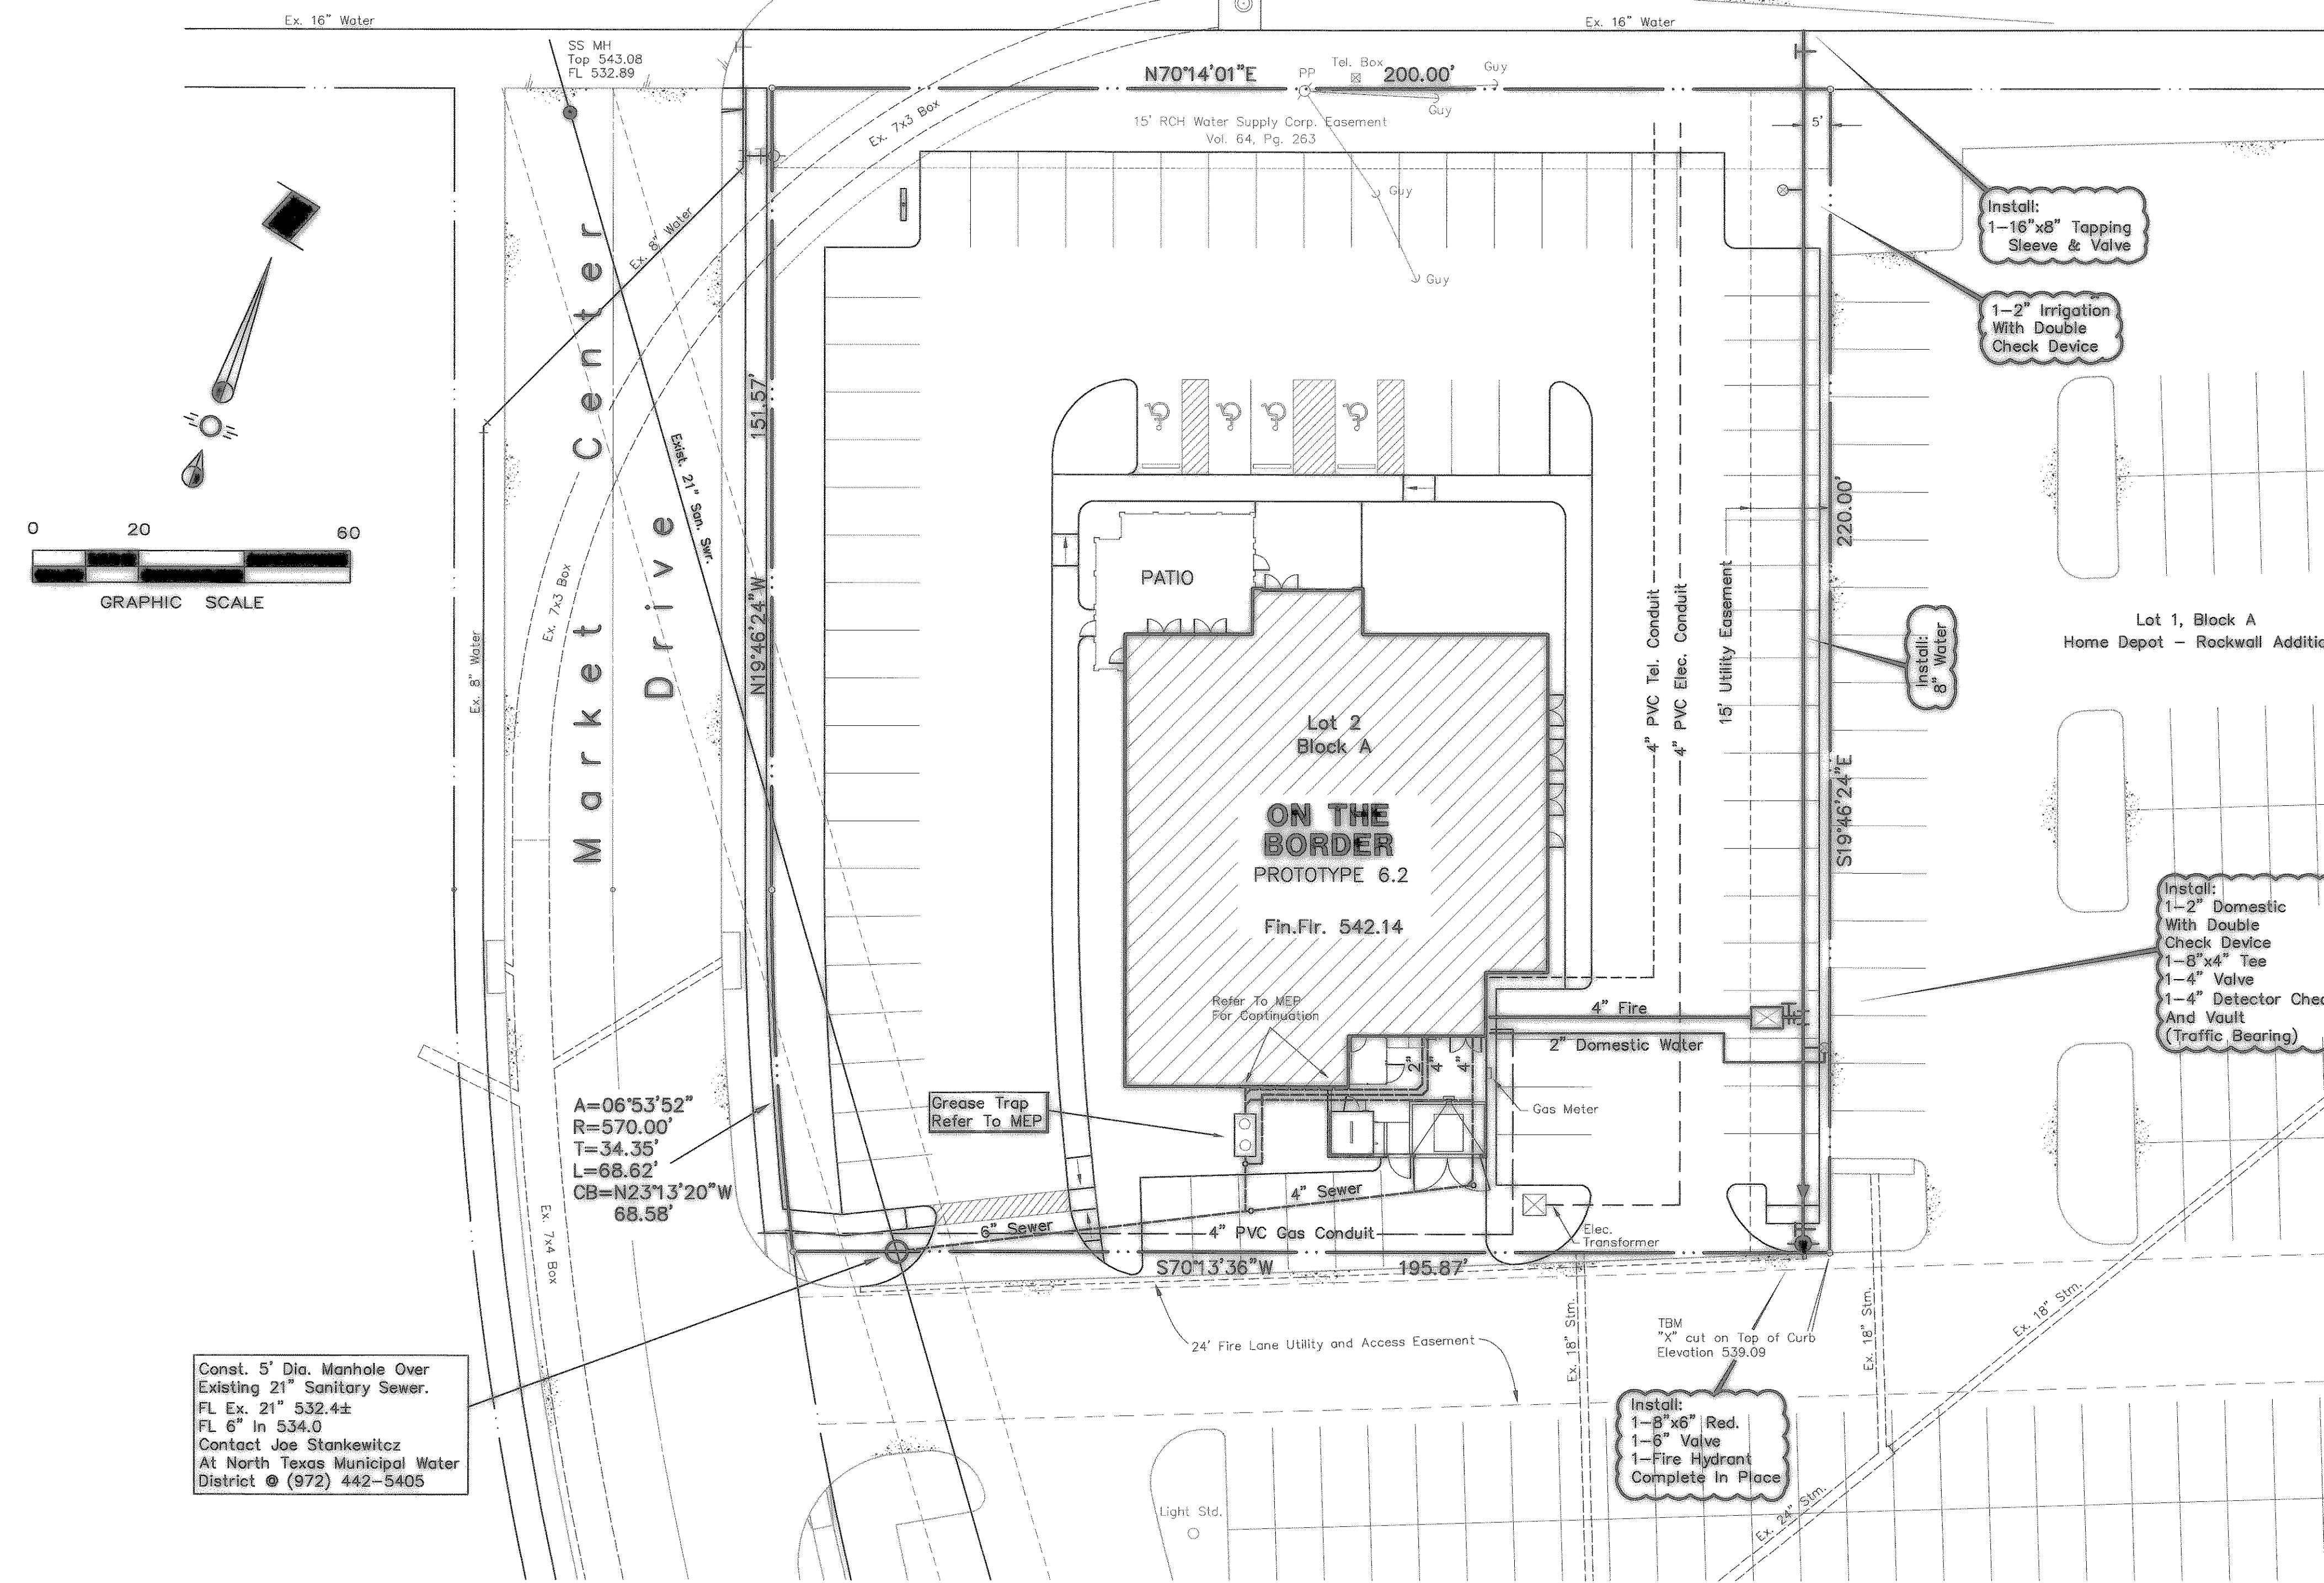 Ex. 16" Water
Ex. 16" Water
SS MH
Top 543.08
FL 532.89
N70°14'01"E
PP
Tel. Box
200.00'
Guy
Guy
Ex. 7x3 Box
15' RCH Water Supply Corp. Easement
Vol. 64, Pg. 263
5'
Guy
Guy
Install:
1-16"x8" Tapping
Sleeve & Valve
Ex. 8" Water
1-2" Irrigation
With Double
Check Device
Market Center
Drive
151.57'
N19°46'24"W
Exist. 21" San. Swr.
0 20 60
GRAPHIC SCALE
Ex. 7x3 Box
Ex. 8" Water
PATIO
4" PVC Tel. Conduit
4" PVC Elec. Conduit
15' Utility Easement
220.00'
S19°46'24"E
Install:
8" Water
Lot 1, Block A
Home Depot - Rockwall Additio
Lot 2
Block A
ON THE
BORDER
PROTOTYPE 6.2
Fin.Flr. 542.14
Install:
1-2" Domestic
With Double
Check Device
1-8"x4" Tee
1-4" Valve
1-4" Detector Chec
And Vault
(Traffic Bearing)
Refer To MEP
For Continuation
4" Fire
2" Domestic Water
2"
4"
4"
A=06°53'52"
R=570.00'
T=34.35'
L=68.62'
CB=N23°13'20"W
68.58'
Grease Trap
Refer To MEP
Gas Meter
4" Sewer
6" Sewer
4" PVC Gas Conduit
Elec.
Transformer
S70°13'36"W
195.87'
Ex. 7x4 Box
24' Fire Lane Utility and Access Easement
Ex. 18" Stm.
TBM
"X" cut on Top of Curb
Elevation 539.09
Ex. 18" Stm.
Ex. 18" Stm.
Const. 5' Dia. Manhole Over
Existing 21" Sanitary Sewer.
FL Ex. 21" 532.4±
FL 6" In 534.0
Contact Joe Stankewitcz
At North Texas Municipal Water
District @ (972) 442-5405
Install:
1-8"x6" Red.
1-6" Valve
1-Fire Hydrant
Complete In Place
Light Std.
Ex. 24" Stm.